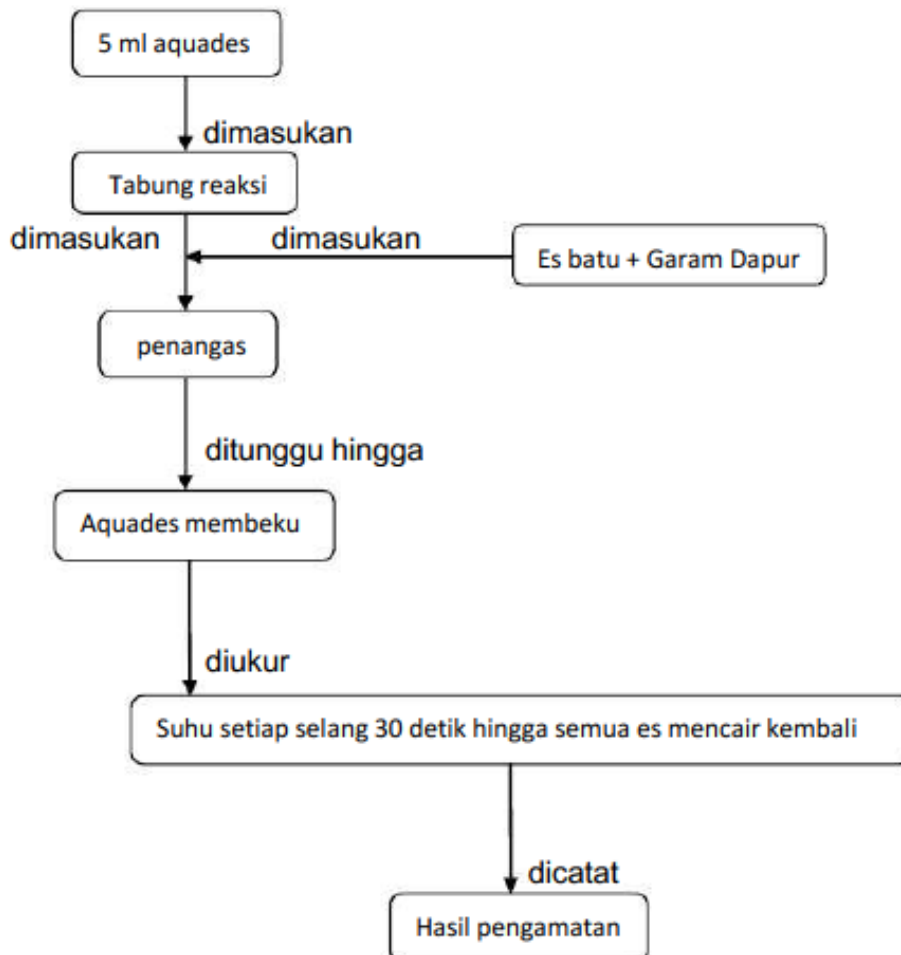 5 ml aquades
dimasukan
Tabung reaksi
dimasukan
dimasukan
Es batu + Garam Dapur
penangas
ditunggu hingga
Aquades membeku
diukur
Suhu setiap selang 30 detik hingga semua es mencair kembali
dicatat
Hasil pengamatan